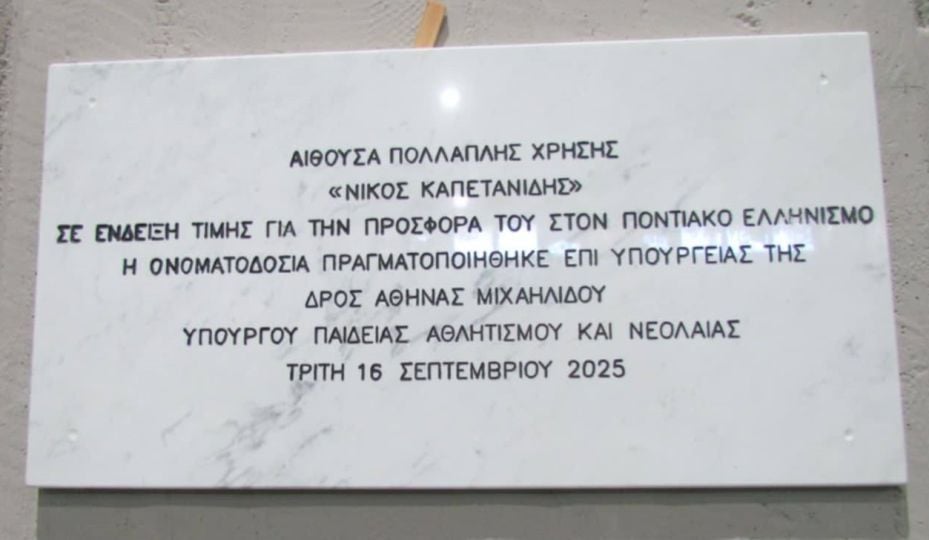 ΑΙΘΟΥΣΑ ΠΟΛΛΑΠΛΗΣ ΧΡΗΣΗΣ
«ΝΙΚΟΣ ΚΑΠΕΤΑΝΙΔΗΣ»
ΣΕ ΕΝΔΕΙΞΗ ΤΙΜΗΣ ΓΙΑ ΤΗΝ ΠΡΟΣΦΟΡΑ ΤΟΥ ΣΤΟΝ ΠΟΝΤΙΑΚΟ ΕΛΛΗΝΙΣΜΟ
Η ΟΝΟΜΑΤΟΔΟΣΙΑ ΠΡΑΓΜΑΤΟΠΟΙΗΘΗΚΕ ΕΠΙ ΥΠΟΥΡΓΕΙΑΣ ΤΗΣ
ΔΡΟΣ ΑΘΗΝΑΣ ΜΙΧΑΗΛΙΔΟΥ
ΥΠΟΥΡΓΟΥ ΠΑΙΔΕΙΑΣ ΑΘΛΗΤΙΣΜΟΥ ΚΑΙ ΝΕΟΛΑΙΑΣ
ΤΡΙΤΗ 16 ΣΕΠΤΕΜΒΡΙΟΥ 2025